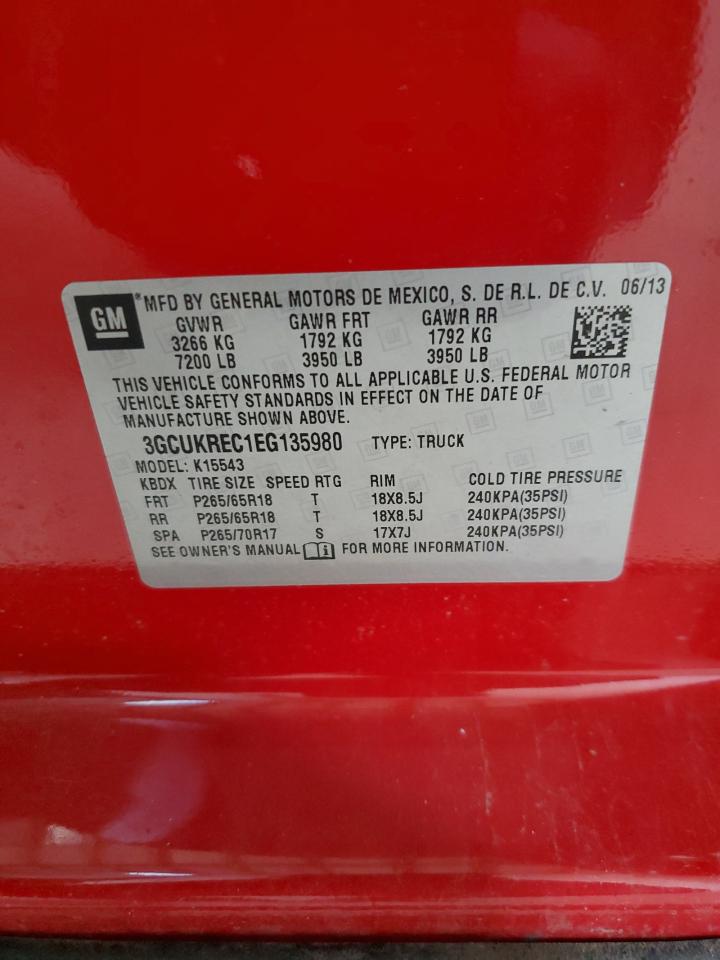 GM *MFD BY GENERAL MOTORS DE MEXICO, S. DE R.L. DE C.V. 06/13
GVWR GAWR FRT GAWR RR
3266 KG 1792 KG 1792 KG
7200 LB 3950 LB 3950 LB
THIS VEHICLE CONFORMS TO ALL APPLICABLE U.S. FEDERAL MOTOR
VEHICLE SAFETY STANDARDS IN EFFECT ON THE DATE OF
MANUFACTURE SHOWN ABOVE.
3GCUKREC1EG135980 TYPE: TRUCK
MODEL: K15543
KBDX TIRE SIZE SPEED RTG RIM COLD TIRE PRESSURE
FRT P265/65R18 T 18X8.5J 240KPA(35PSI)
RR P265/65R18 T 18X8.5J 240KPA(35PSI)
SPA P265/70R17 S 17X7J 240KPA(35PSI)
SEE OWNER'S MANUAL i FOR MORE INFORMATION.